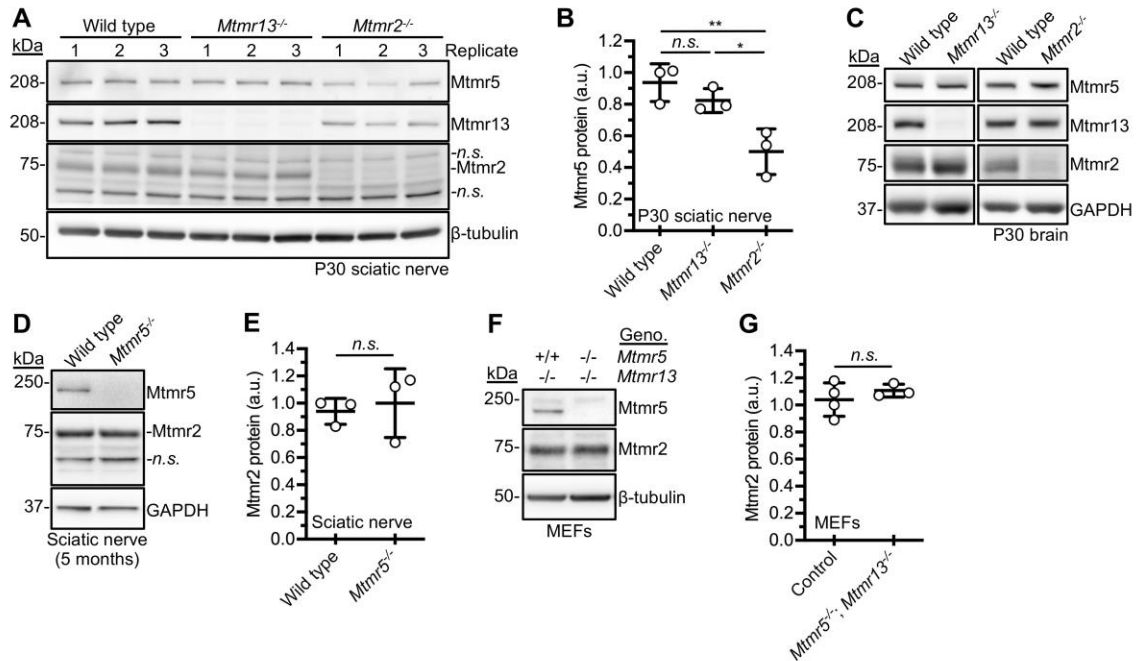 A
Wild type Mtmr13-/- Mtmr2-/-
kDa 1 2 3 1 2 3 1 2 3 Replicate
208- Mtmr5
208- Mtmr13
-n.s.
75- -Mtmr2
-n.s.
50- β-tubulin
P30 sciatic nerve
B
Mtmr5 protein (a.u.)
1.4
1.2
1.0
0.8
0.6
0.4
0.2
0.0
**
n.s. *
P30 sciatic nerve
Wild type
Mtmr13-/-
Mtmr2-/-
C
kDa Wild type Mtmr13-/- Wild type Mtmr2-/-
208- Mtmr5
208- Mtmr13
75- Mtmr2
37- GAPDH
P30 brain
D
kDa Wild type Mtmr5-/-
250- Mtmr5
75- -Mtmr2
-n.s.
37- GAPDH
Sciatic nerve
(5 months)
E
Mtmr2 protein (a.u.)
1.4
1.2
1.0
0.8
0.6
0.4
0.2
0.0
n.s.
Sciatic nerve
Wild type
Mtmr5-/-
F
Geno.
+/+ -/- Mtmr5
kDa -/- -/- Mtmr13
250- Mtmr5
75- Mtmr2
50- β-tubulin
MEFs
G
Mtmr2 protein (a.u.)
1.4
1.2
1.0
0.8
0.6
0.4
0.2
0.0
n.s.
MEFs
Control
Mtmr5-/-; Mtmr13-/-